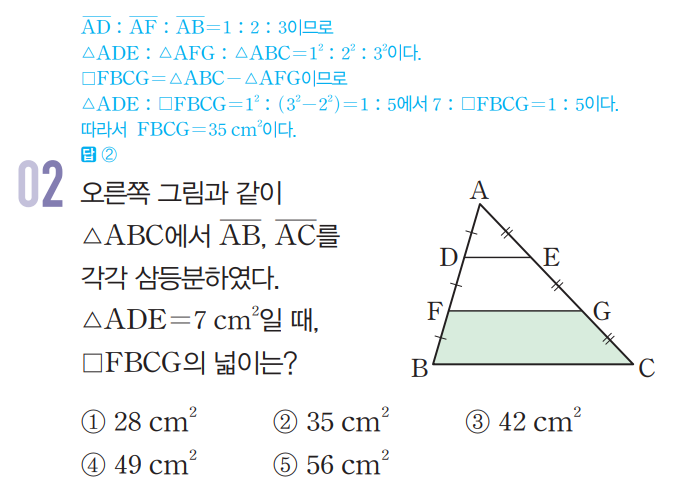 AD : AF : AB=1 : 2 : 3이므로
△ADE : △AFG : △ABC=1² : 2² : 3²이다.
□FBCG=△ABC-△AFG이므로
△ADE : □FBCG=1² : (3²-2²)=1 : 5에서 7 : □FBCG=1 : 5이다.
따라서 FBCG=35 cm²이다.
답 ②
02 오른쪽 그림과 같이
△ABC에서 AB, AC를
각각 삼등분하였다.
△ADE=7 cm²일 때,
□FBCG의 넓이는?
A
D E
F G
B C
① 28 cm² ② 35 cm² ③ 42 cm²
④ 49 cm² ⑤ 56 cm²